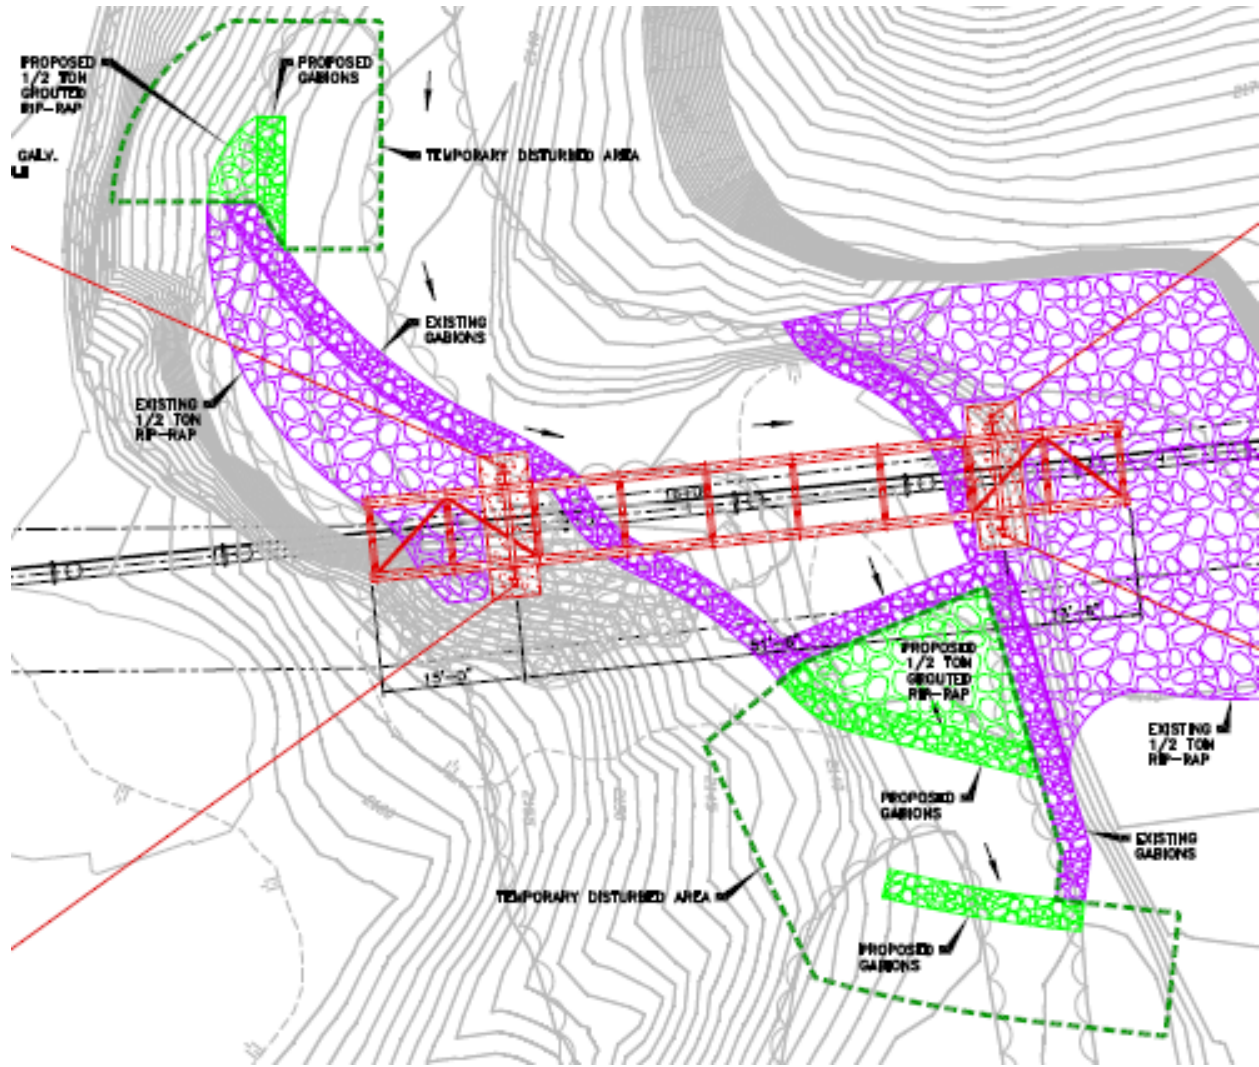 PROPOSED
1/2 TON
GROUTED
RIP-RAP
PROPOSED
GABIONS
GALV.
TEMPORARY DISTURBED AREA
EXISTING
GABIONS
EXISTING
1/2 TON
RIP-RAP
15'-0"
PROPOSED
1/2 TON
GROUTED
RIP-RAP
EXISTING
1/2 TON
RIP-RAP
PROPOSED
GABIONS
EXISTING
GABIONS
TEMPORARY DISTURBED AREA
PROPOSED
GABIONS